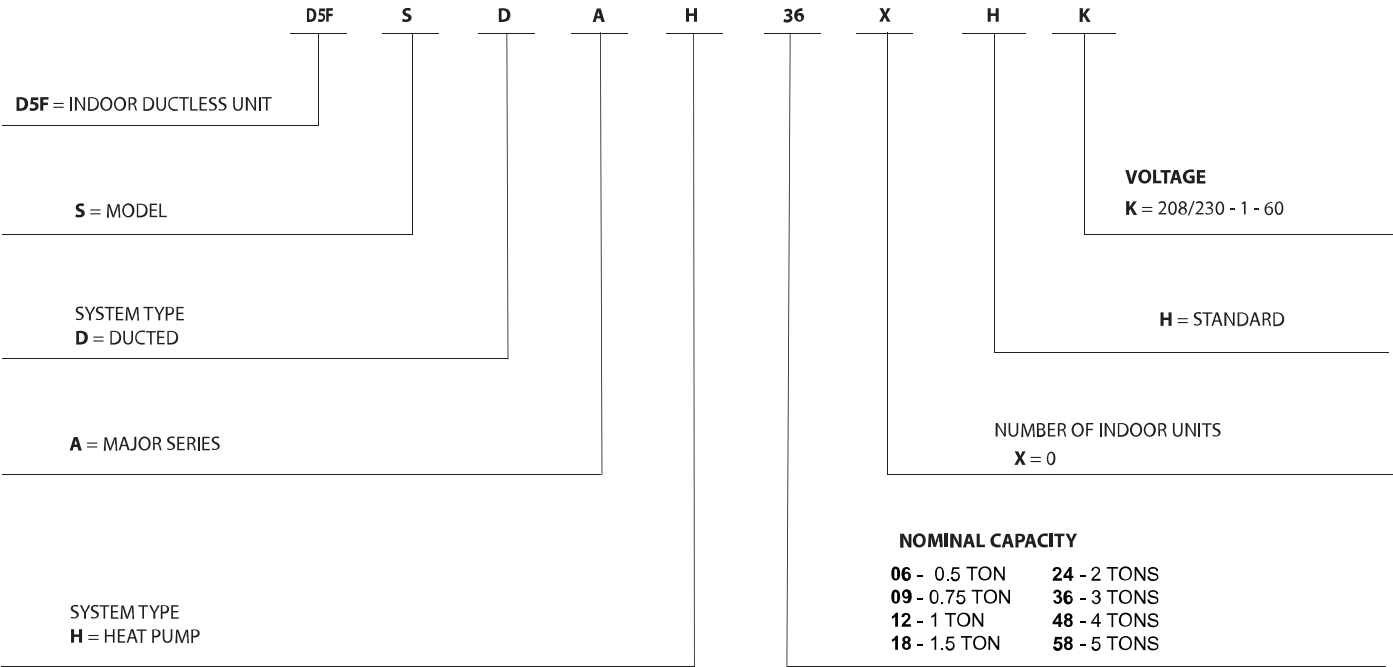 D5F S D A H 36 X H K
D5F = INDOOR DUCTLESS UNIT
VOLTAGE
K = 208/230 - 1 - 60
S = MODEL
SYSTEM TYPE
D = DUCTED
H = STANDARD
A = MAJOR SERIES
NUMBER OF INDOOR UNITS
X = 0
NOMINAL CAPACITY
06 - 0.5 TON 24 - 2 TONS
09 - 0.75 TON 36 - 3 TONS
12 - 1 TON 48 - 4 TONS
18 - 1.5 TON 58 - 5 TONS
SYSTEM TYPE
H = HEAT PUMP